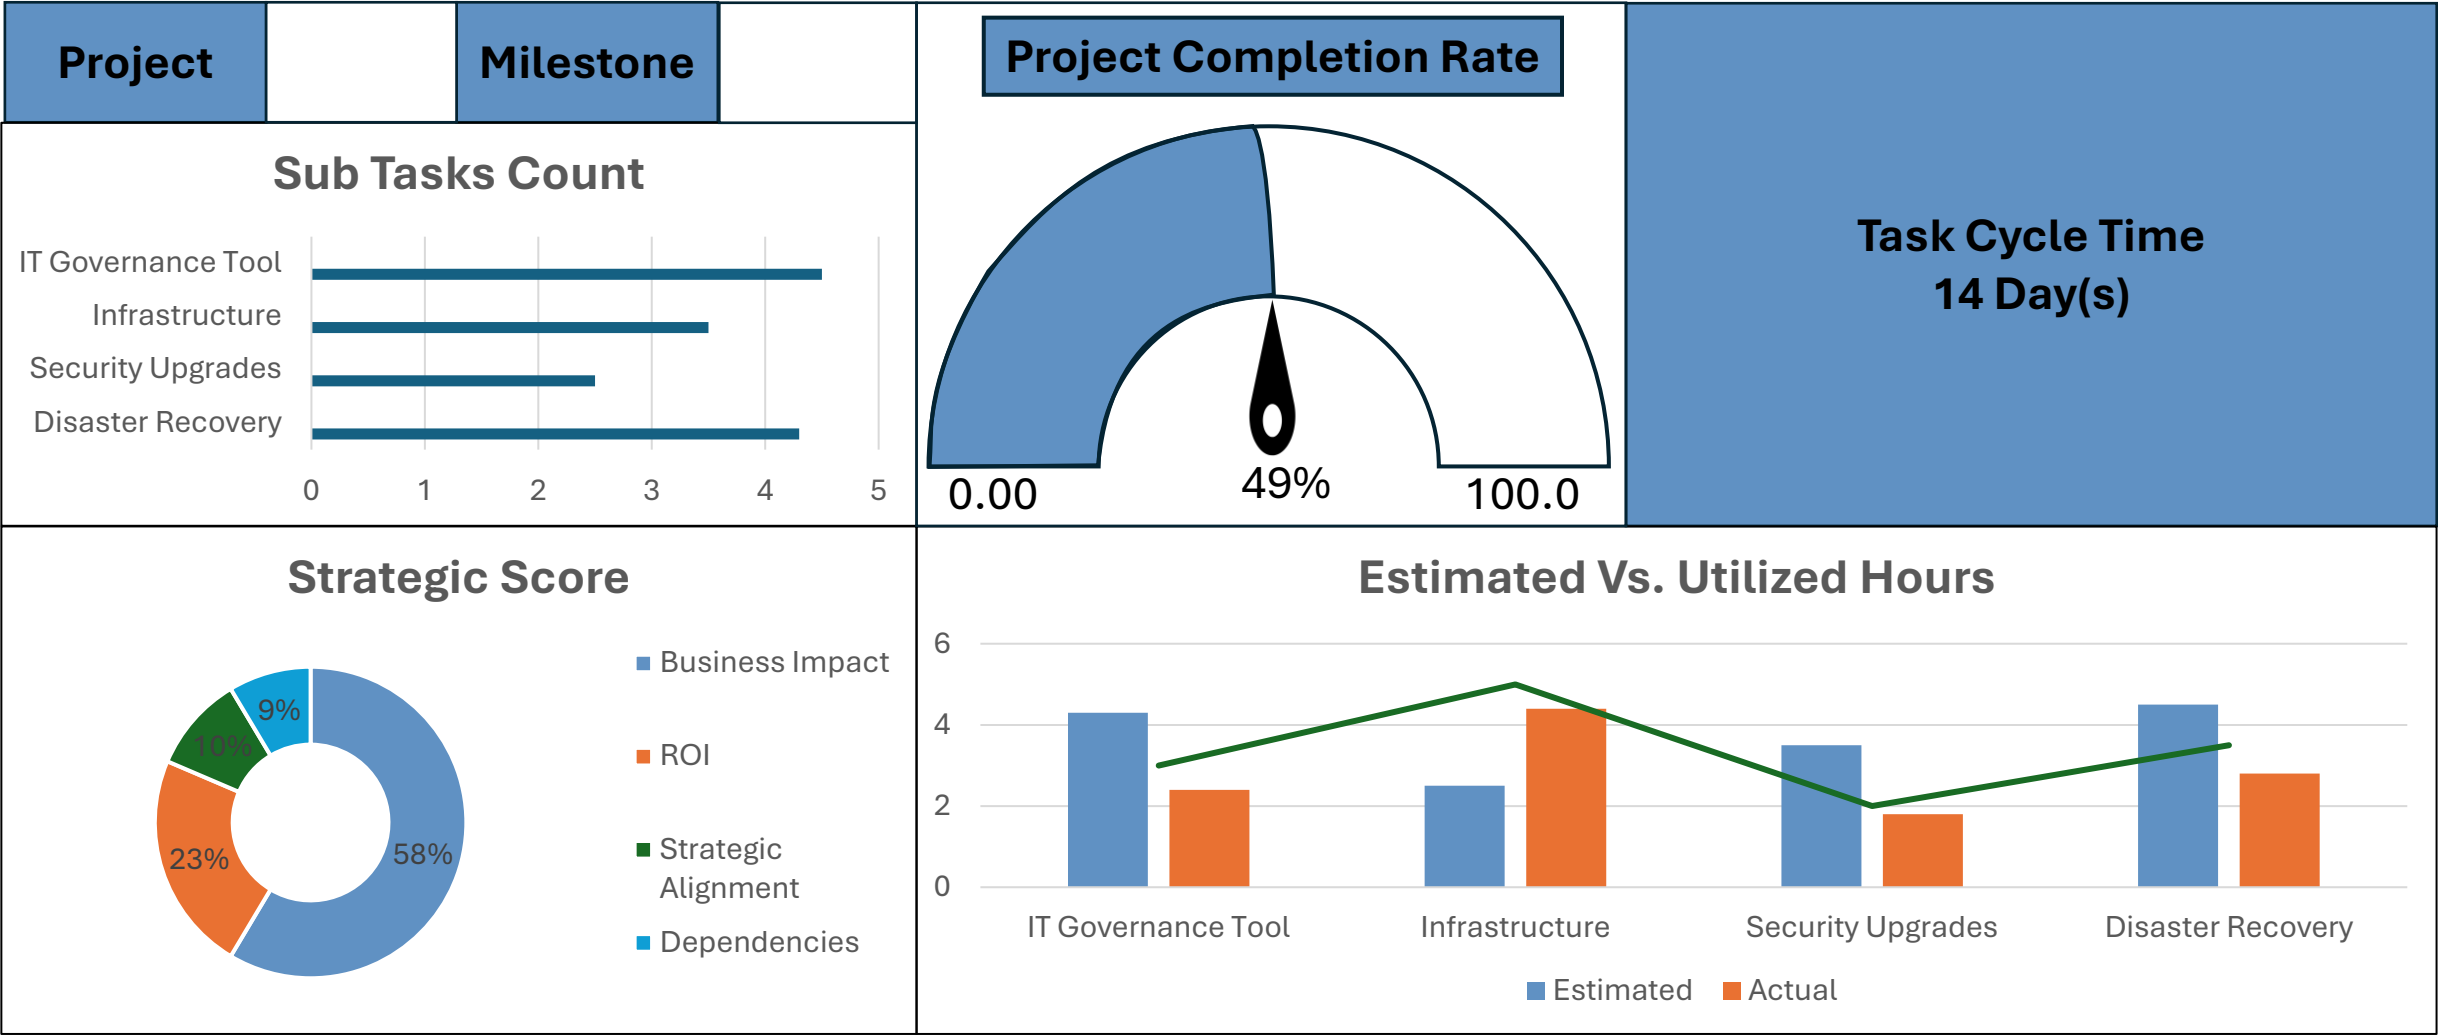 Project
Milestone
Sub Tasks Count
IT Governance Tool
Infrastructure
Security Upgrades
Disaster Recovery
0 1 2 3 4 5
Project Completion Rate
0.00
49%
100.0
Task Cycle Time
14 Day(s)
Strategic Score
9%
10%
23%
58%
Business Impact
ROI
Strategic
Alignment
Dependencies
Estimated Vs. Utilized Hours
6
4
2
0
IT Governance Tool Infrastructure Security Upgrades Disaster Recovery
Estimated Actual